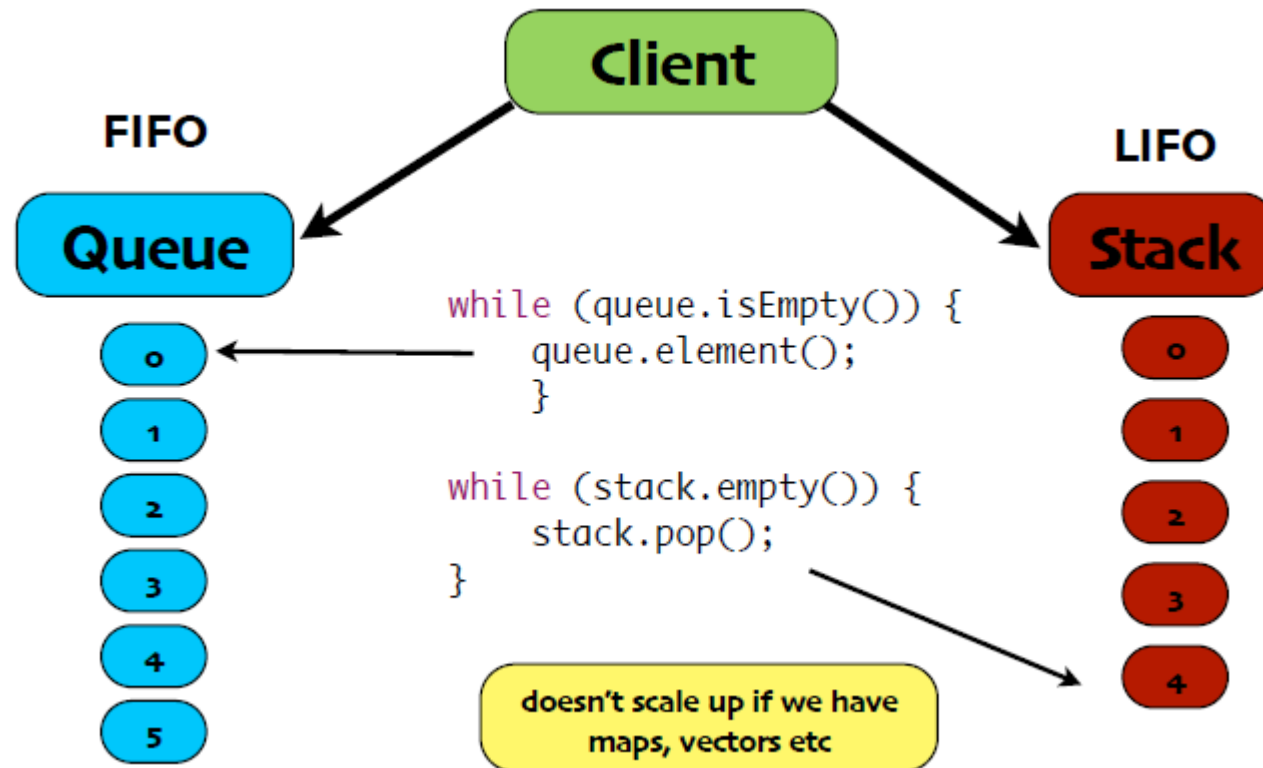 Client
FIFO
LIFO
Queue
Stack
while (queue.isEmpty()) {
queue.element();
}
while (stack.empty()) {
stack.pop();
}
0
1
2
3
4
5
0
1
2
3
4
doesn't scale up if we have
maps, vectors etc